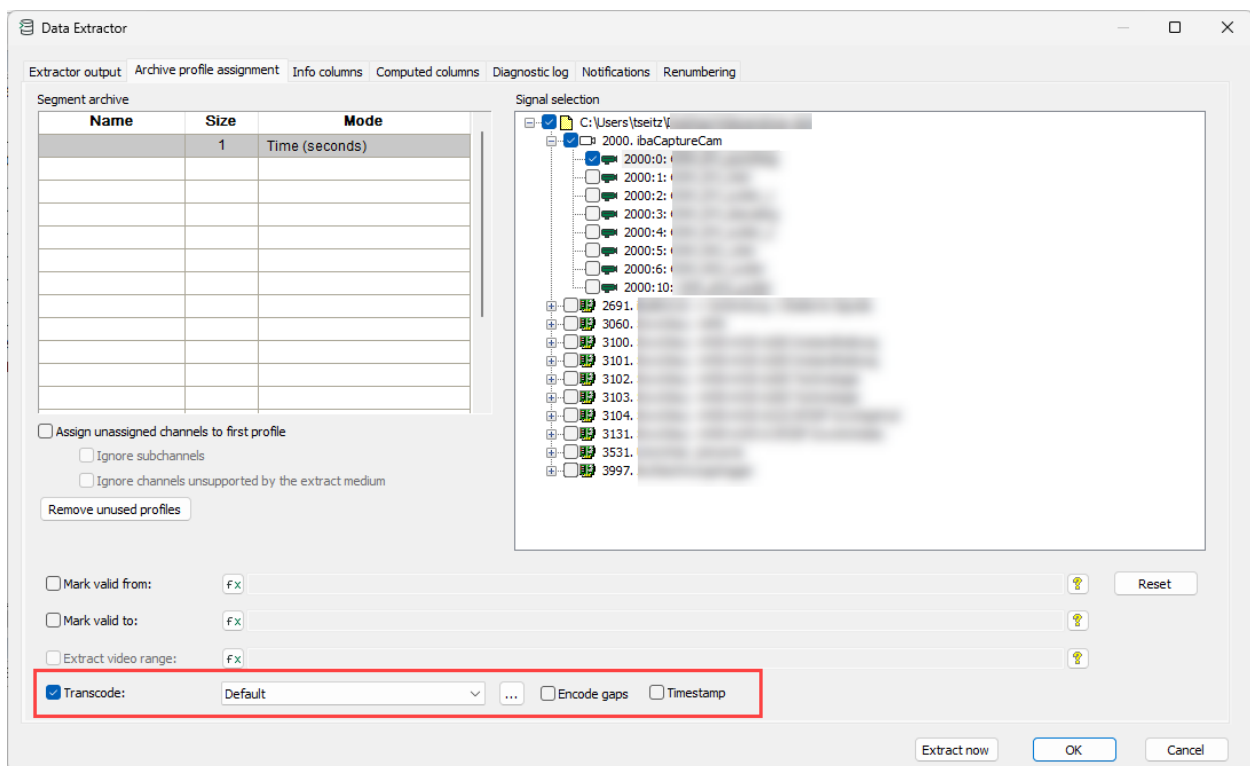 Data Extractor
Extractor output Archive profile assignment Info columns Computed columns Diagnostic log Notifications Renumbering
Segment archive
Name Size Mode
1 Time (seconds)
Assign unassigned channels to first profile
Ignore subchannels
Ignore channels unsupported by the extract medium
Remove unused profiles
Signal selection
C:\Users\tseitz\
2000. ibaCaptureCam
2000:0:
2000:1:
2000:2:
2000:3:
2000:4:
2000:5:
2000:6:
2000:10:
2691.
3060.
3100.
3101.
3102.
3103.
3104.
3131.
3531.
3997.
Mark valid from: fx ? Reset
Mark valid to: fx ?
Extract video range: fx ?
Transcode: Default ... Encode gaps Timestamp
Extract now OK Cancel